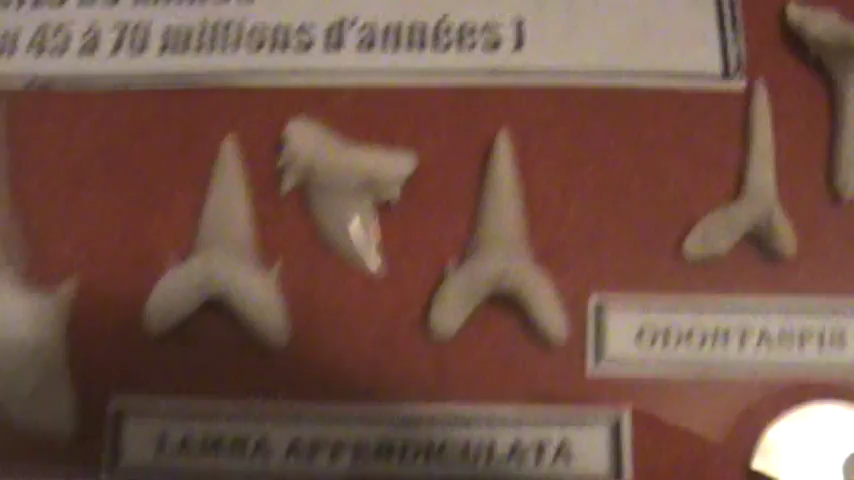 45 à 70 millions d'années !
ODONTASPIS
LAMNA APPENDICULATA